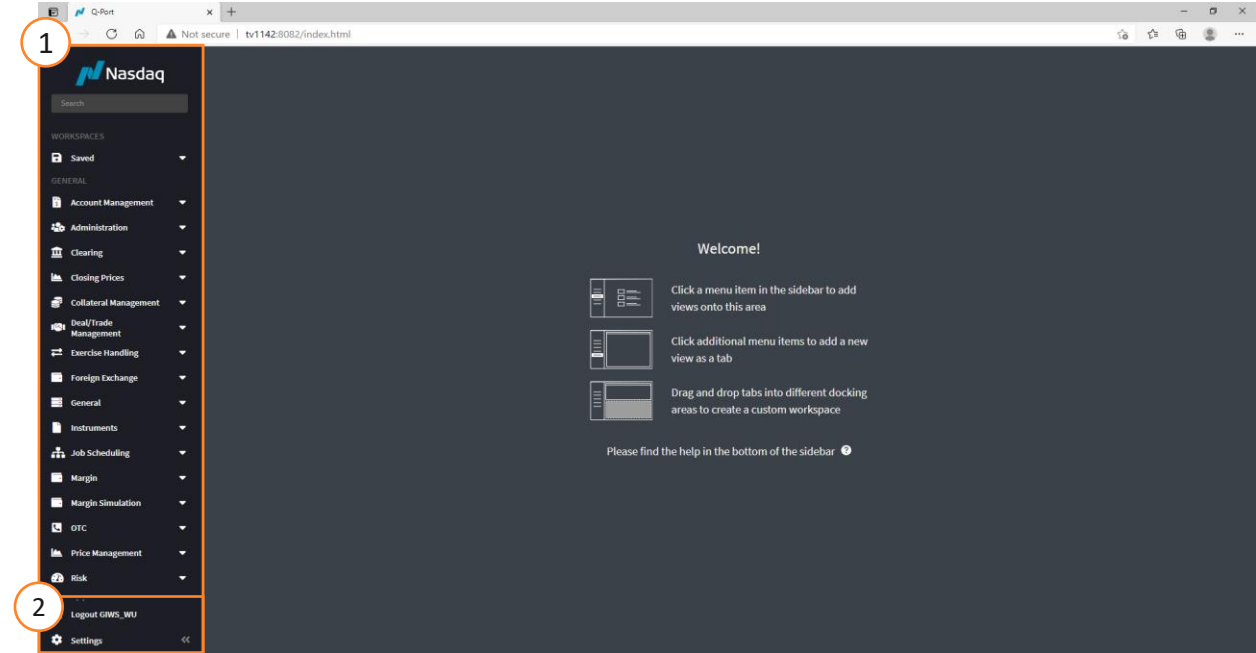 Q-Port
Not secure | tv1142:8082/index.html
1
Nasdaq
Search
WORKSPACES
Saved
GENERAL
Account Management
Administration
Clearing
Closing Prices
Collateral Management
Deal/Trade
Management
Exercise Handling
Foreign Exchange
General
Instruments
Job Scheduling
Margin
Margin Simulation
OTC
Price Management
Risk
2
Logout GIWS_WU
Settings
Welcome!
Click a menu item in the sidebar to add
views onto this area
Click additional menu items to add a new
view as a tab
Drag and drop tabs into different docking
areas to create a custom workspace
Please find the help in the bottom of the sidebar